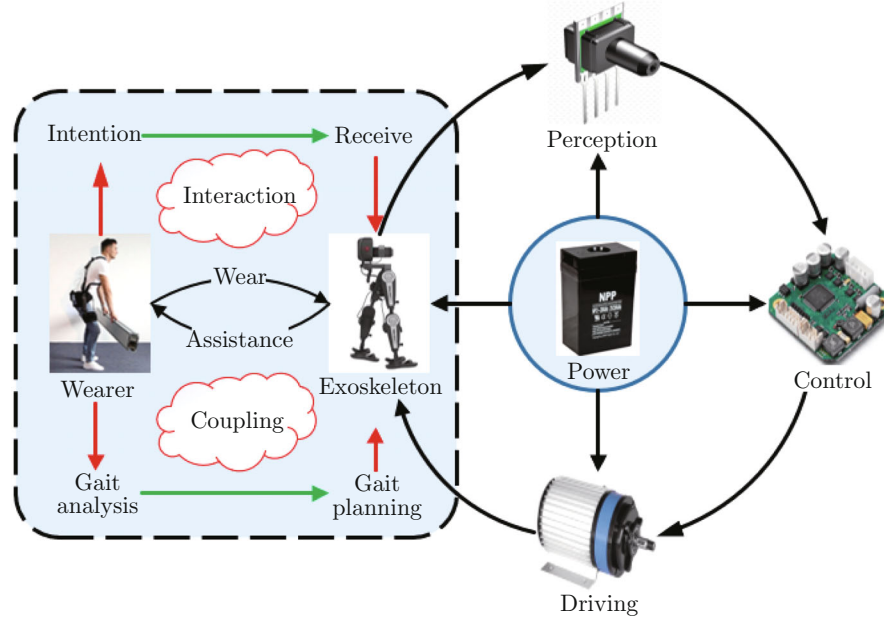 Perception
Intention
Receive
Interaction
Wear
Assistance
NPP
Wearer
Exoskeleton
Power
Control
Coupling
Gait
analysis
Gait
planning
Driving